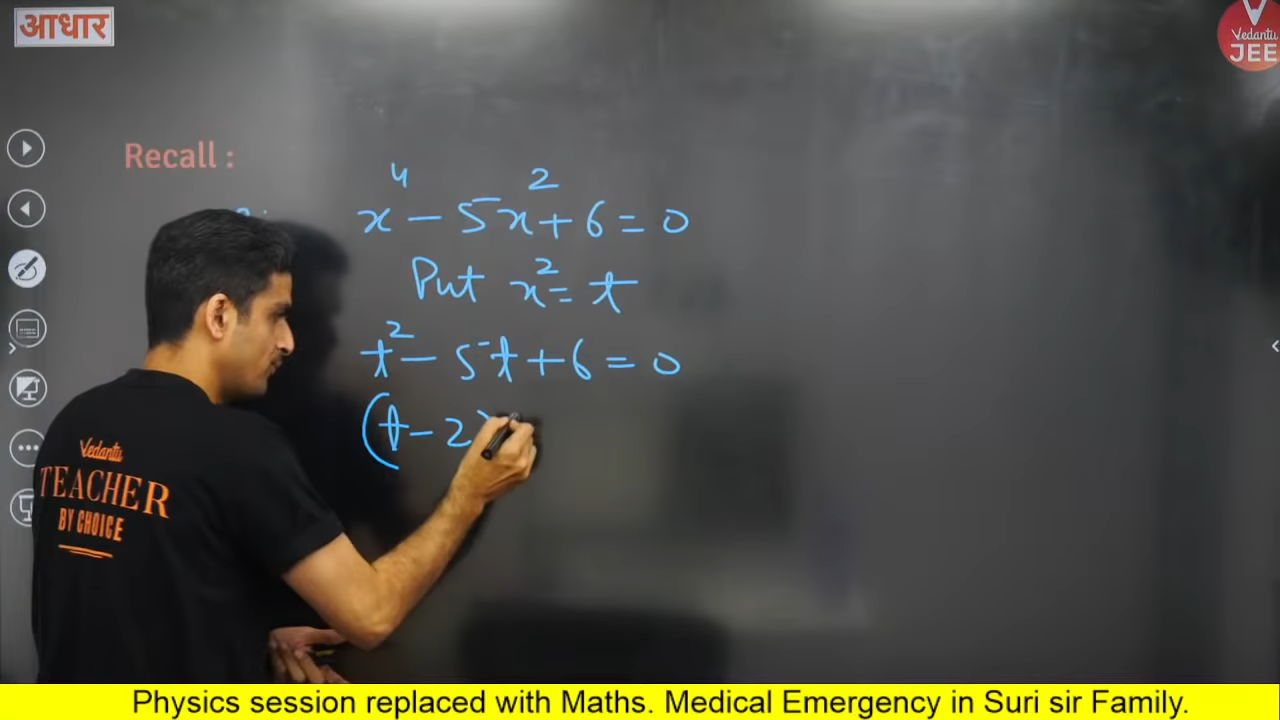 आधार
Vedantu
JEE
Recall :
x⁴ - 5x² + 6 = 0
Put x² = t
t² - 5t + 6 = 0
(t - 2)
Vedantu
TEACHER
BY CHOICE
Physics session replaced with Maths. Medical Emergency in Suri sir Family.